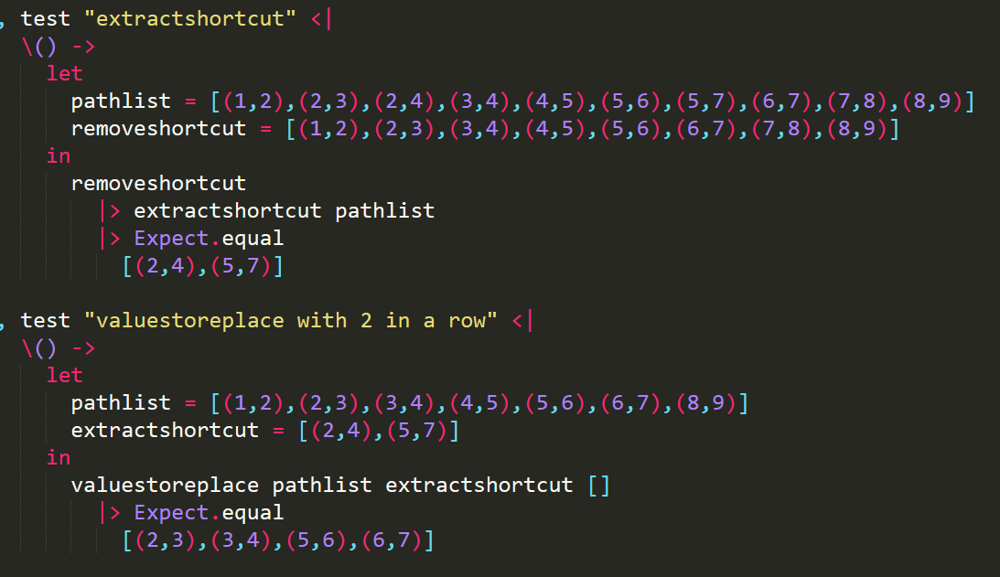 , test "extractshortcut" <|
\() ->
let
pathlist = [(1,2),(2,3),(2,4),(3,4),(4,5),(5,6),(5,7),(6,7),(7,8),(8,9)]
removeshortcut = [(1,2),(2,3),(3,4),(4,5),(5,6),(6,7),(7,8),(8,9)]
in
removeshortcut
|> extractshortcut pathlist
|> Expect.equal
[(2,4),(5,7)]
, test "valuestoreplace with 2 in a row" <|
\() ->
let
pathlist = [(1,2),(2,3),(3,4),(4,5),(5,6),(6,7),(8,9)]
extractshortcut = [(2,4),(5,7)]
in
valuestoreplace pathlist extractshortcut []
|> Expect.equal
[(2,3),(3,4),(5,6),(6,7)]